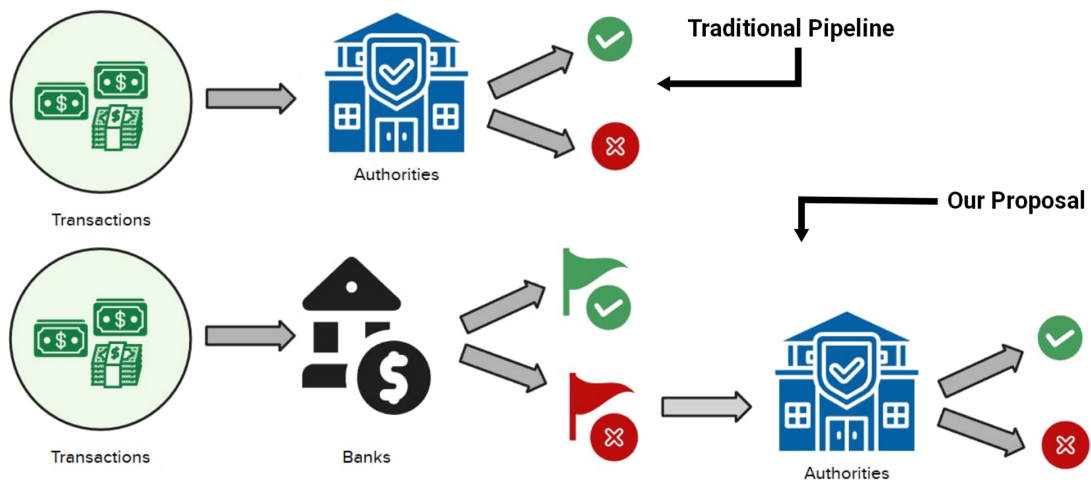 Traditional Pipeline
Authorities
Transactions
Our Proposal
Transactions
Banks
Authorities